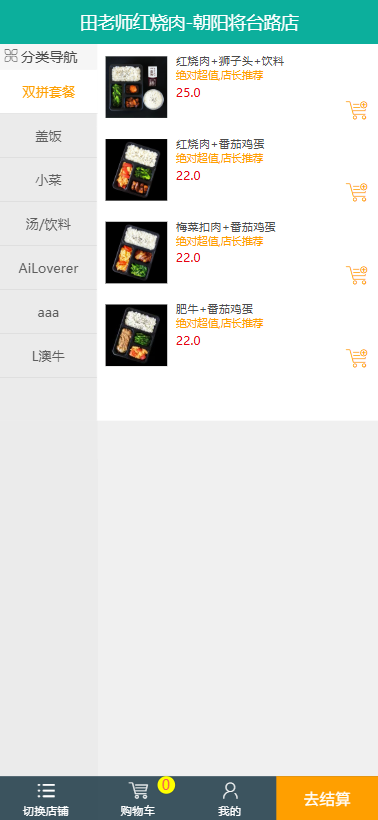 田老师红烧肉-朝阳将台路店
分类导航
双拼套餐
盖饭
小菜
汤/饮料
AiLoverer
aaa
L澳牛
红烧肉+狮子头+饮料
绝对超值,店长推荐
25.0
红烧肉+番茄鸡蛋
绝对超值,店长推荐
22.0
梅菜扣肉+番茄鸡蛋
绝对超值,店长推荐
22.0
肥牛+番茄鸡蛋
绝对超值,店长推荐
22.0
切换店铺
购物车
0
我的
去结算